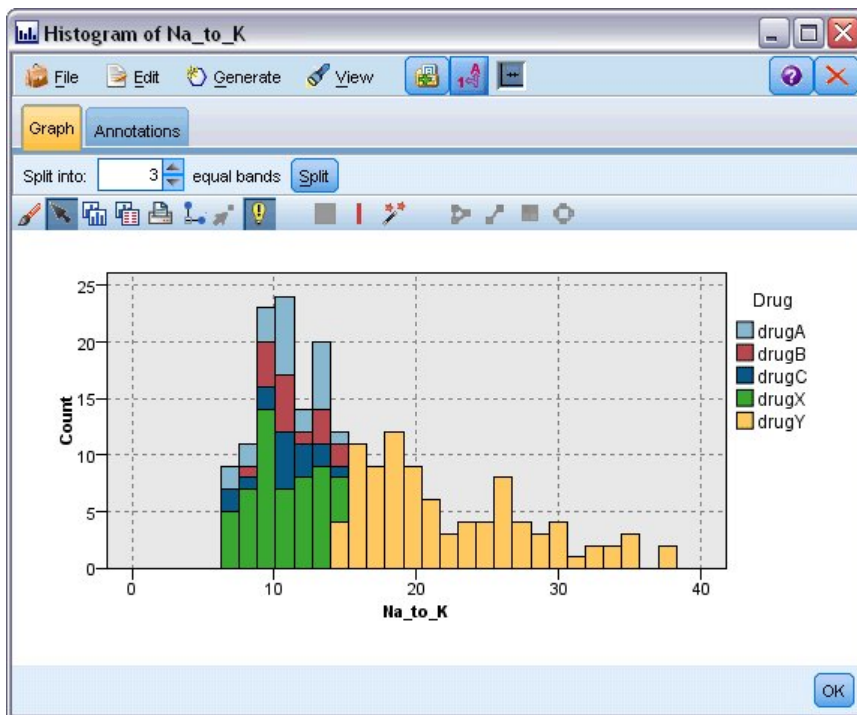 Histogram of Na_to_K
File Edit Generate View
Graph Annotations
Split into: 3 equal bands Split
Drug
drugA
drugB
drugC
drugX
drugY
Count
25
20
15
10
5
0
0 10 20 30 40
Na_to_K
OK